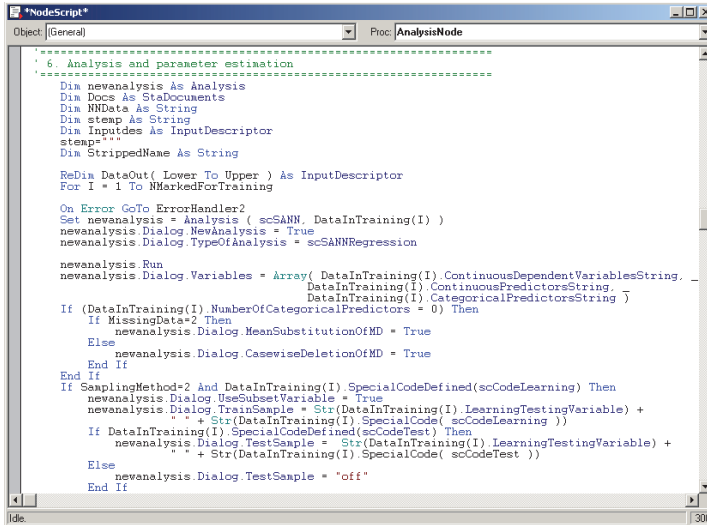 *NodeScript*
Object: (General) Proc: AnalysisNode
'================================================================
' 6. Analysis and parameter estimation
'================================================================
Dim newanalysis As Analysis
Dim Docs As StaDocuments
Dim NNData As String
Dim stemp As String
Dim Inputdes As InputDescriptor
stemp="""
Dim StrippedName As String
ReDim DataOut( Lower To Upper ) As InputDescriptor
For I = 1 To NMarkedForTraining
On Error GoTo ErrorHandler2
Set newanalysis = Analysis ( scSANN, DataInTraining(I) )
newanalysis.Dialog.NewAnalysis = True
newanalysis.Dialog.TypeOfAnalysis = scSANNRegression
newanalysis.Run
newanalysis.Dialog.Variables = Array( DataInTraining(I).ContinuousDependentVariablesString, _
DataInTraining(I).ContinuousPredictorsString, _
DataInTraining(I).CategoricalPredictorsString )
If (DataInTraining(I).NumberOfCategoricalPredictors = 0) Then
If MissingData=2 Then
newanalysis.Dialog.MeanSubstitutionOfMD = True
Else
newanalysis.Dialog.CasewiseDeletionOfMD = True
End If
End If
If SamplingMethod=2 And DataInTraining(I).SpecialCodeDefined(scCodeLearning) Then
newanalysis.Dialog.UseSubsetVariable = True
newanalysis.Dialog.TrainSample = Str(DataInTraining(I).LearningTestingVariable) +
" " + Str(DataInTraining(I).SpecialCode( scCodeLearning ))
If DataInTraining(I).SpecialCodeDefined(scCodeTest) Then
newanalysis.Dialog.TestSample =  Str(DataInTraining(I).LearningTestingVariable) +
" " + Str(DataInTraining(I).SpecialCode( scCodeTest ))
Else
newanalysis.Dialog.TestSample = "off"
End If
Idle. 300